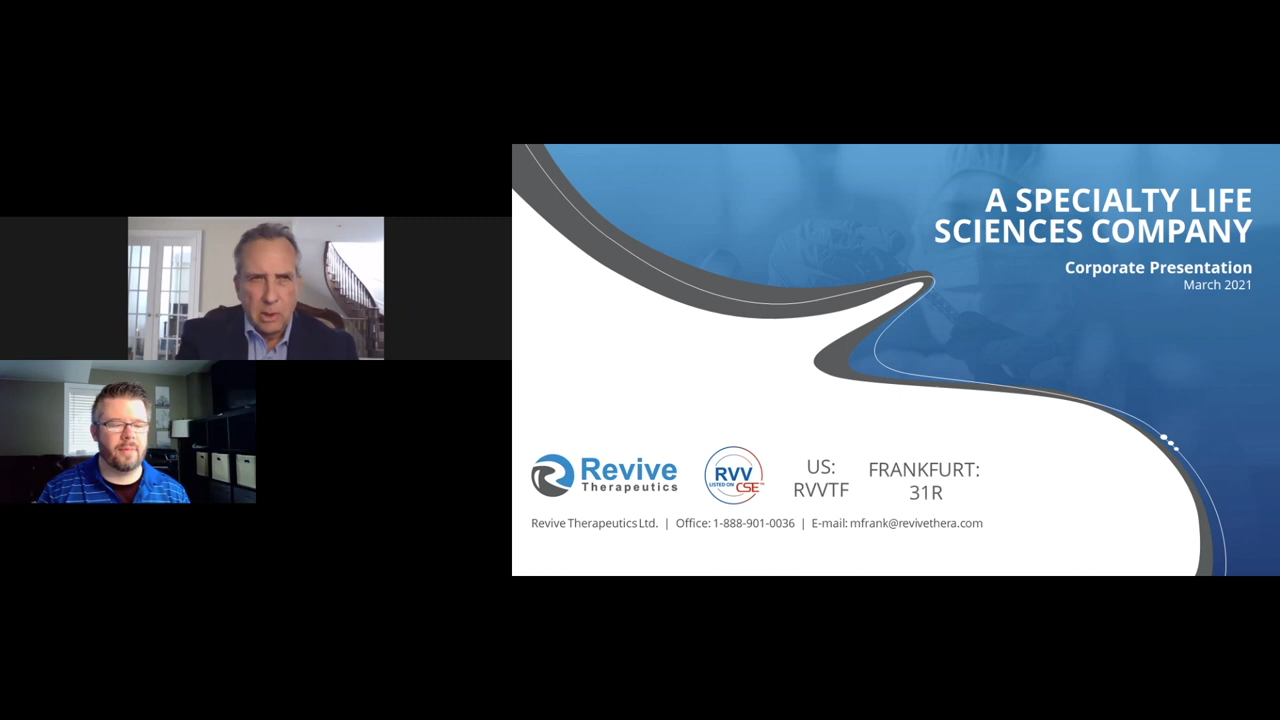 A SPECIALTY LIFE
SCIENCES COMPANY
Corporate Presentation
March 2021
Revive
Therapeutics
RVV
LISTED ON CSE
US:
RVVTF
FRANKFURT:
31R
Revive Therapeutics Ltd. | Office: 1-888-901-0036 | E-mail: mfrank@revivethera.com